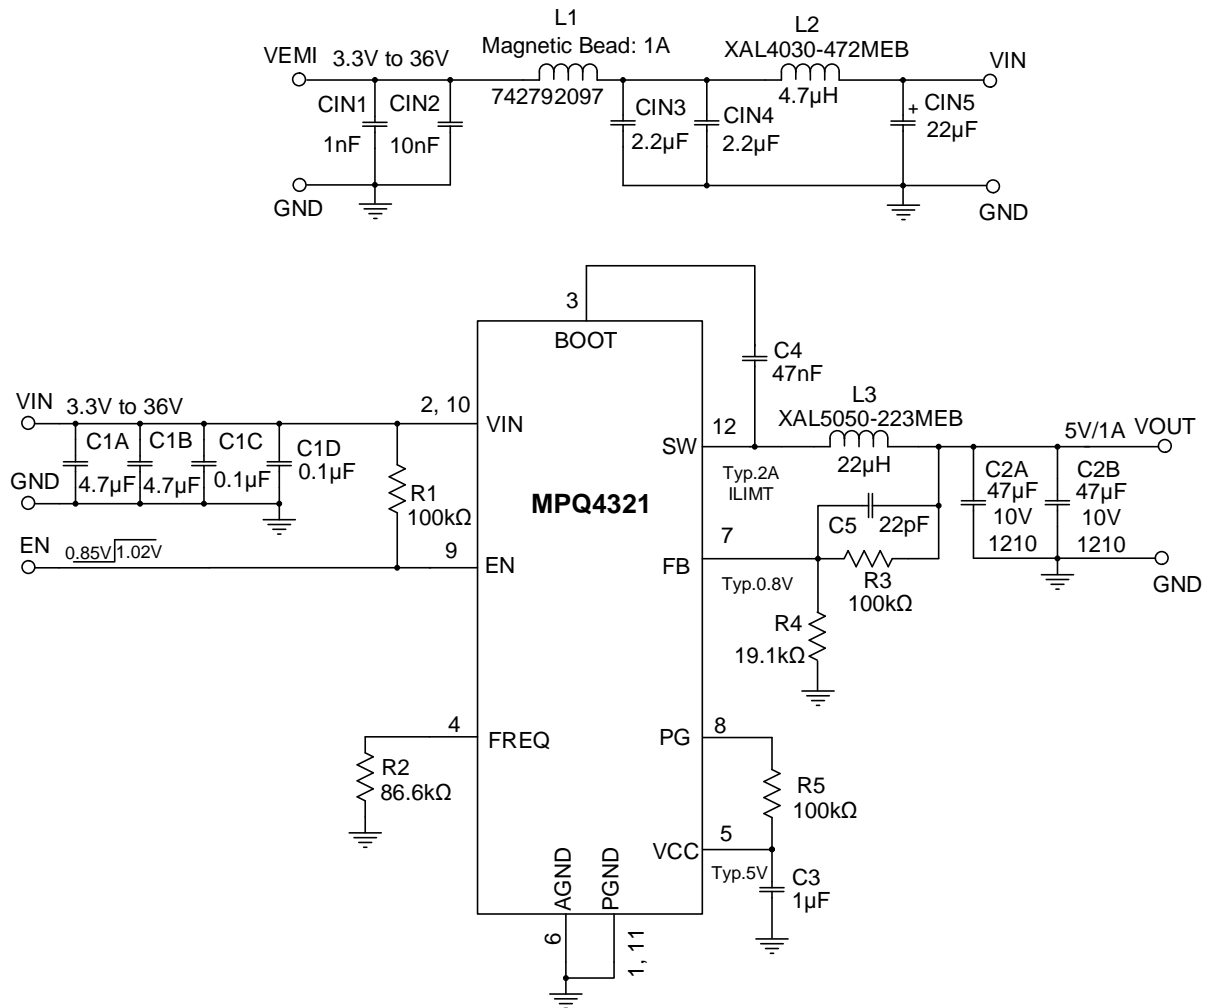 L1
L2
Magnetic Bead: 1A
XAL4030-472MEB
VEMI
3.3V to 36V
VIN
742792097
4.7µH
CIN1
CIN2
CIN3
CIN4
+ CIN5
1nF
10nF
2.2µF
2.2µF
22µF
GND
GND
3
BOOT
C4
47nF
VIN
3.3V to 36V
2, 10
VIN
L3
XAL5050-223MEB
C1A
C1B
C1C
C1D
4.7µF
4.7µF
0.1µF
0.1µF
12
SW
22µH
5V/1A
VOUT
GND
R1
100kΩ
MPQ4321
Typ.2A
ILIMT
C5
22pF
C2A
47µF
10V
1210
C2B
47µF
10V
1210
EN
0.85V
1.02V
9
EN
7
FB
Typ.0.8V
R3
100kΩ
GND
R4
19.1kΩ
4
FREQ
R2
86.6kΩ
8
PG
R5
100kΩ
5
VCC
Typ.5V
C3
1µF
AGND
PGND
6
1, 11